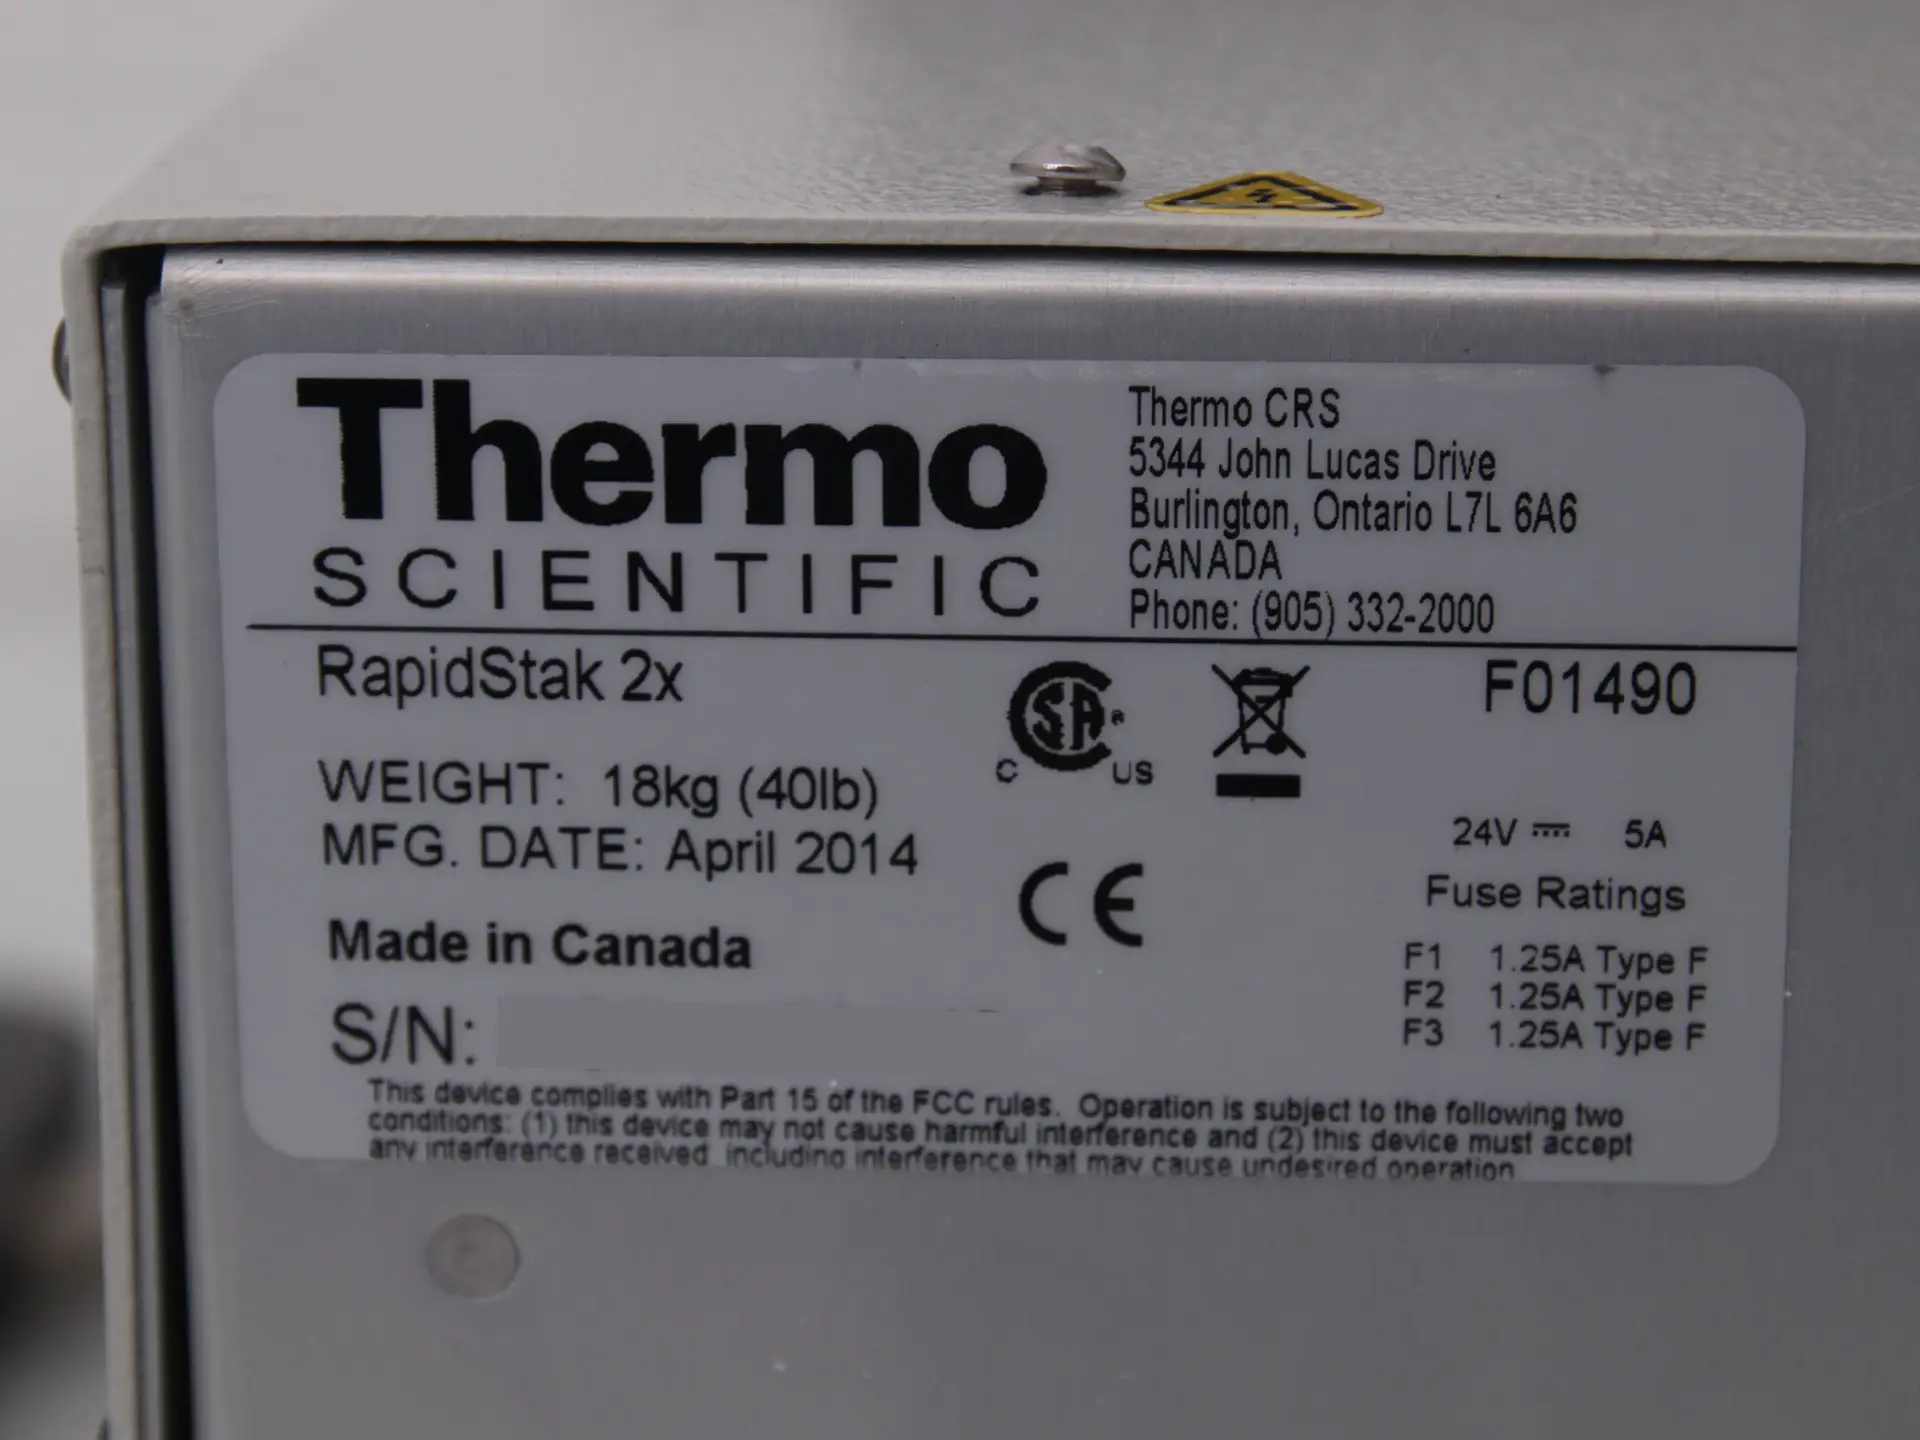 Thermo
SCIENTIFIC
Thermo CRS
5344 John Lucas Drive
Burlington, Ontario L7L 6A6
CANADA
Phone: (905) 332-2000
RapidStak 2x
F01490
WEIGHT: 18kg (40lb)
MFG. DATE: April 2014
Made in Canada
S/N:
C SA ® US
CE
24V 5A
Fuse Ratings
F1 1.25A Type F
F2 1.25A Type F
F3 1.25A Type F
This device complies with Part 15 of the FCC rules. Operation is subject to the following two
conditions: (1) this device may not cause harmful interference and (2) this device must accept
any interference received including interference that may cause undesired operation